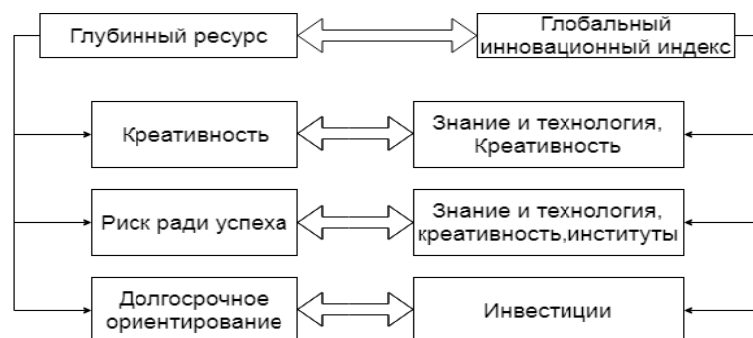 Глубинный ресурс
Глобальный
инновационный индекс
Креативность
Знание и технология,
Креативность
Риск ради успеха
Знание и технология,
креативность,институты
Долгосрочное
ориентирование
Инвестиции